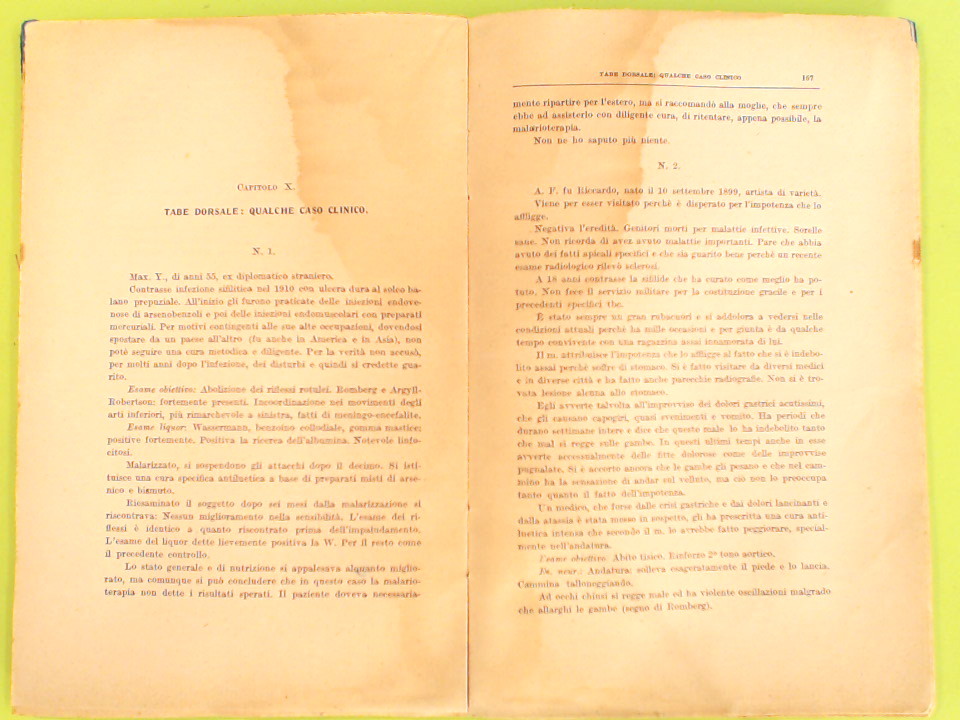 CAPITOLO X.
TABE DORSALE: QUALCHE CASO CLINICO.
N. 1.
Max. Y., di anni 55, ex diplomatico straniero.
Contrasse infezione sifilitica nel 1910 con ulcera dura al solco ba-
lano prepuziale. All'inizio gli furono praticate delle iniezioni endove-
nose di arsenobenzoli e poi delle iniezioni endomuscolari con preparati
mercuriali. Per motivi contingenti alle sue alte occupazioni, dovendosi
spostare da un paese all'altro (fu anche in America e in Asia), non
potè seguire una cura metodica e diligente. Per la verità non accusò,
per molti anni dopo l'infezione, dei disturbi e quindi si credette gua-
rito.
Esame obiettivo: Abolizione dei riflessi rotulei. Romberg e Argyll-
Robertson: fortemente presenti. Incoordinazione nei movimenti degli
arti inferiori, più rimarchevole a sinistra, fatti di meningo-encefalite.
Esame liquor: Wassermann, benzoino colloidale, gomma mastice:
positive fortemente. Positiva la ricerca dell'albumina. Notevole linfo-
citosi.
Malarizzato, si sospendono gli attacchi dopo il decimo. Si isti-
tuisce una cura specifica antiluetica a base di preparati misti di arse-
nico e bismuto.
Riesaminato il soggetto dopo sei mesi dalla malarizzazione si
riscontrava: Nessun miglioramento nella sensibilità. L'esame dei ri-
flessi è identico a quanto riscontrato prima dell'impaludamento.
L'esame del liquor dette lievemente positiva la W. Per il resto come
il precedente controllo.
Lo stato generale e di nutrizione si appalesava alquanto miglio-
rato, ma comunque si può concludere che in questo caso la malario-
terapia non dette i risultati sperati. Il paziente doveva necessaria-
TABE DORSALE: QUALCHE CASO CLINICO 167
mente ripartire per l'estero, ma si raccomandò alla moglie, che sempre
ebbe ad assisterlo con diligente cura, di ritentare, appena possibile, la
malarioterapia.
Non ne ho saputo più niente.
N. 2.
A. F. fu Riccardo, nato il 10 settembre 1899, artista di varietà.
Viene per esser visitato perchè è disperato per l'impotenza che lo
affligge.
Negativa l'eredità. Genitori morti per malattie infettive. Sorelle
sane. Non ricorda di avez avuto malattie importanti. Pare che abbia
avuto dei fatti apicali specifici e che sia guarito bene perchè un recente
esame radiologico rilevò sclerosi.
A 18 anni contrasse la sifilide che ha curato come meglio ha po-
tuto. Non fece il servizio militare per la costituzione gracile e per i
precedenti specifici tbc.
È stato sempre un gran rubacuori e si addolora a vedersi nelle
condizioni attuali perchè ha mille occasioni e per giunta è da qualche
tempo convivente con una ragazzina assai innamorata di lui.
Il m. attribuisce l'impotenza che lo affligge al fatto che si è indebo-
lito assai perchè soffre di stomaco. Si è fatto visitare da diversi medici
e in diverse città e ha fatto anche parecchie radiografie. Non si è tro-
vata lesione alcuna allo stomaco.
Egli avverte talvolta all'improvviso dei dolori gastrici acutissimi,
che gli causano capogiri, quasi svenimenti e vomito. Ha periodi che
durano settimane intere e dice che queste male lo ha indebolito tanto
che mal si regge sulle gambe. In questi ultimi tempi anche in esse
avverte accessionalmente delle fitte dolorose come delle improvvise
pugnalate. Si è accorto ancora che le gambe gli pesano e che nel cam-
mino ha la sensazione di andar sul velluto, ma ciò non lo preoccupa
tanto quanto il fatto dell'impotenza.
Un medico, che forse dalle crisi gastriche e dai dolori lancinanti e
dalla atassia è stato messo in sospetto, gli ha prescritta una cura anti-
luetica intensa che secondo il m. lo avrebbe fatto peggiorare, special-
mente nell'andatura.
Esame obiettivo. Abito tisico. Rinforzo 2º tono aortico.
Es. neur.: Andatura: solleva esageratamente il piede e lo lancia.
Cammina talloneggiando.
Ad occhi chiusi si regge male ed ha violente oscillazioni malgrado
che allarghi le gambe (segno di Romberg).